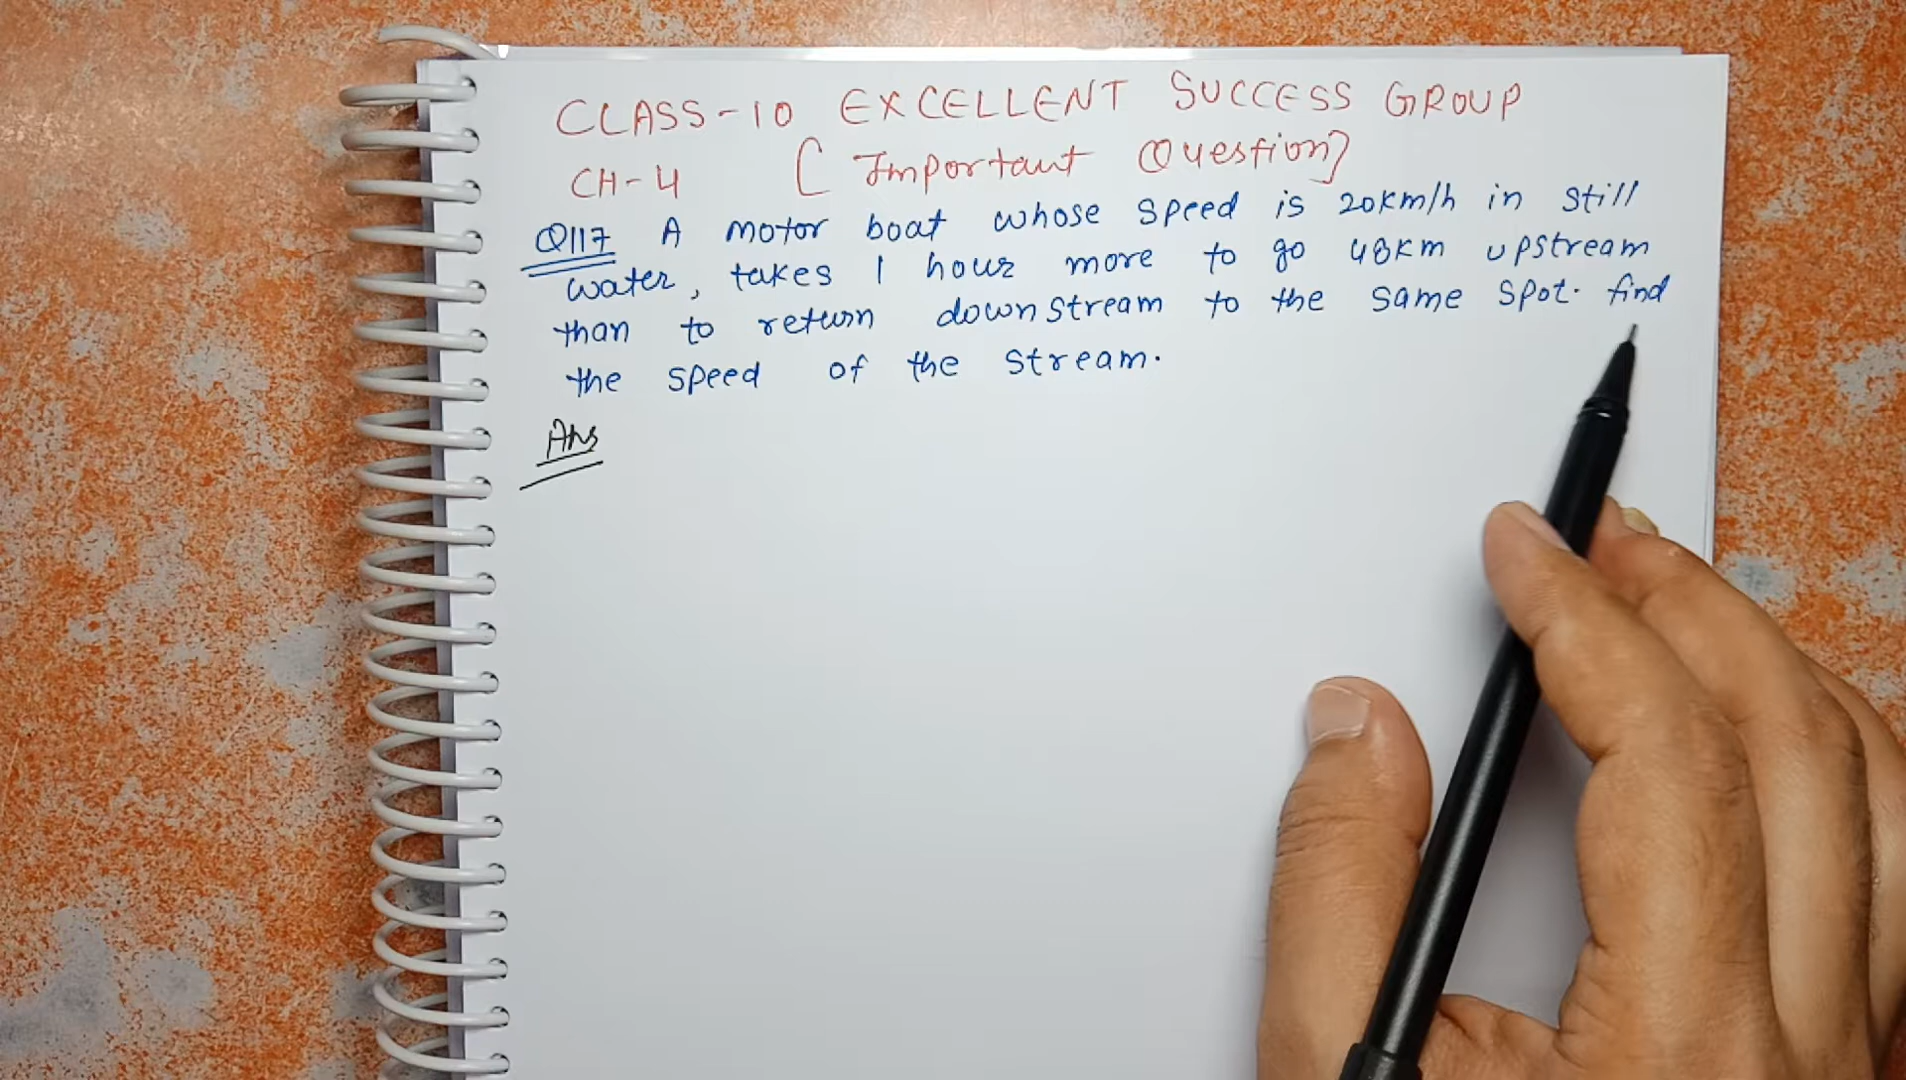 CLASS-10 EXCELLENT SUCCESS GROUP
CH-4 [Important Question]
Q117 A motor boat whose speed is 20km/h in still
water, takes 1 hour more to go 48km upstream
than to return downstream to the same spot. find
the speed of the stream.
Ans